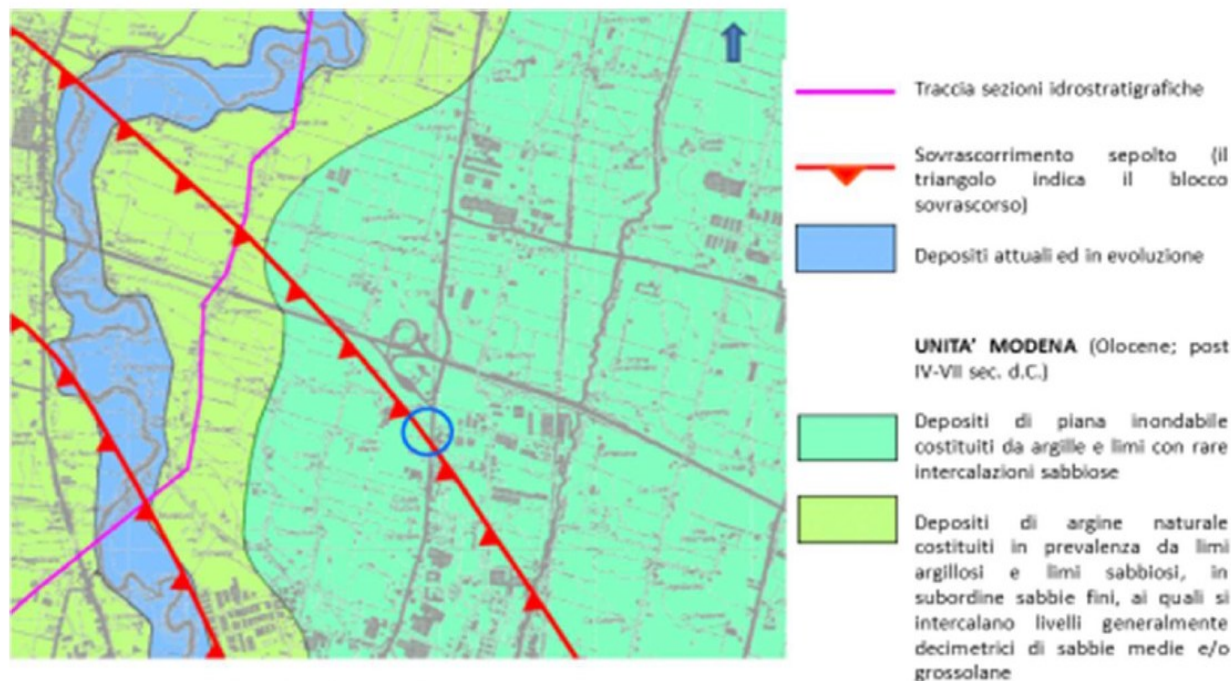 Traccia sezioni idrostratigrafiche
Sovrascorrimento sepolto (il
triangolo indica il blocco
sovrascorso)
Depositi attuali ed in evoluzione
UNITA' MODENA (Olocene; post
IV-VII sec. d.C.)
Depositi di piana inondabile
costituiti da argille e limi con rare
intercalazioni sabbiose
Depositi di argine naturale
costituiti in prevalenza da limi
argillosi e limi sabbiosi, in
subordine sabbie fini, ai quali si
intercalano livelli generalmente
decimetrici di sabbie medie e/o
grossolane